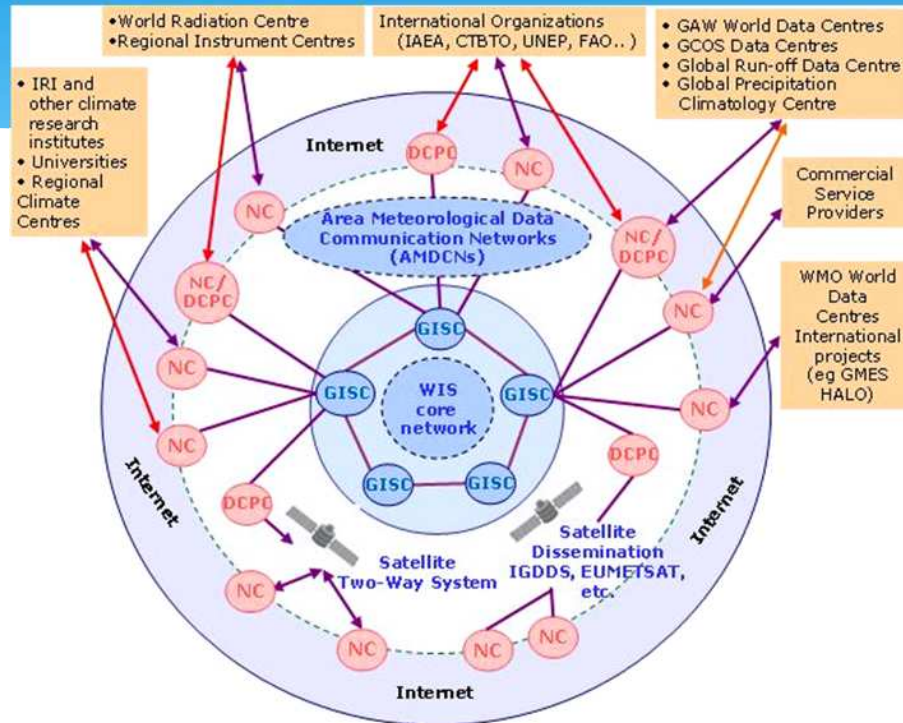 • World Radiation Centre
•Regional Instrument Centres
International Organizations
(IAEA, CTBTO, UNEP, FAO..)
• GAW World Data Centres
• GCOS Data Centres
• Global Run-off Data Centre
• Global Precipitation
Climatology Centre
• IRI and
other climate
research
institutes
• Universities
• Regional
Climate
Centres
Commercial
Service
Providers
WMO World
Data
Centres
International
projects
(eg GMES
HALO)
Internet
DCPC
NC
NC
Area Meteorological Data
Communication Networks
(AMDCNs)
NC/
DCPC
NC/
DCPC
NC
GISC
NC
GISC
WIS
core
network
GISC
NC
NC
DCPC
GISC
GISC
DCPC
Internet
Internet
Satellite
Two-Way System
Satellite
Dissemination
IGDDS, EUMETSAT,
etc.
NC
NC
NC
NC
Internet